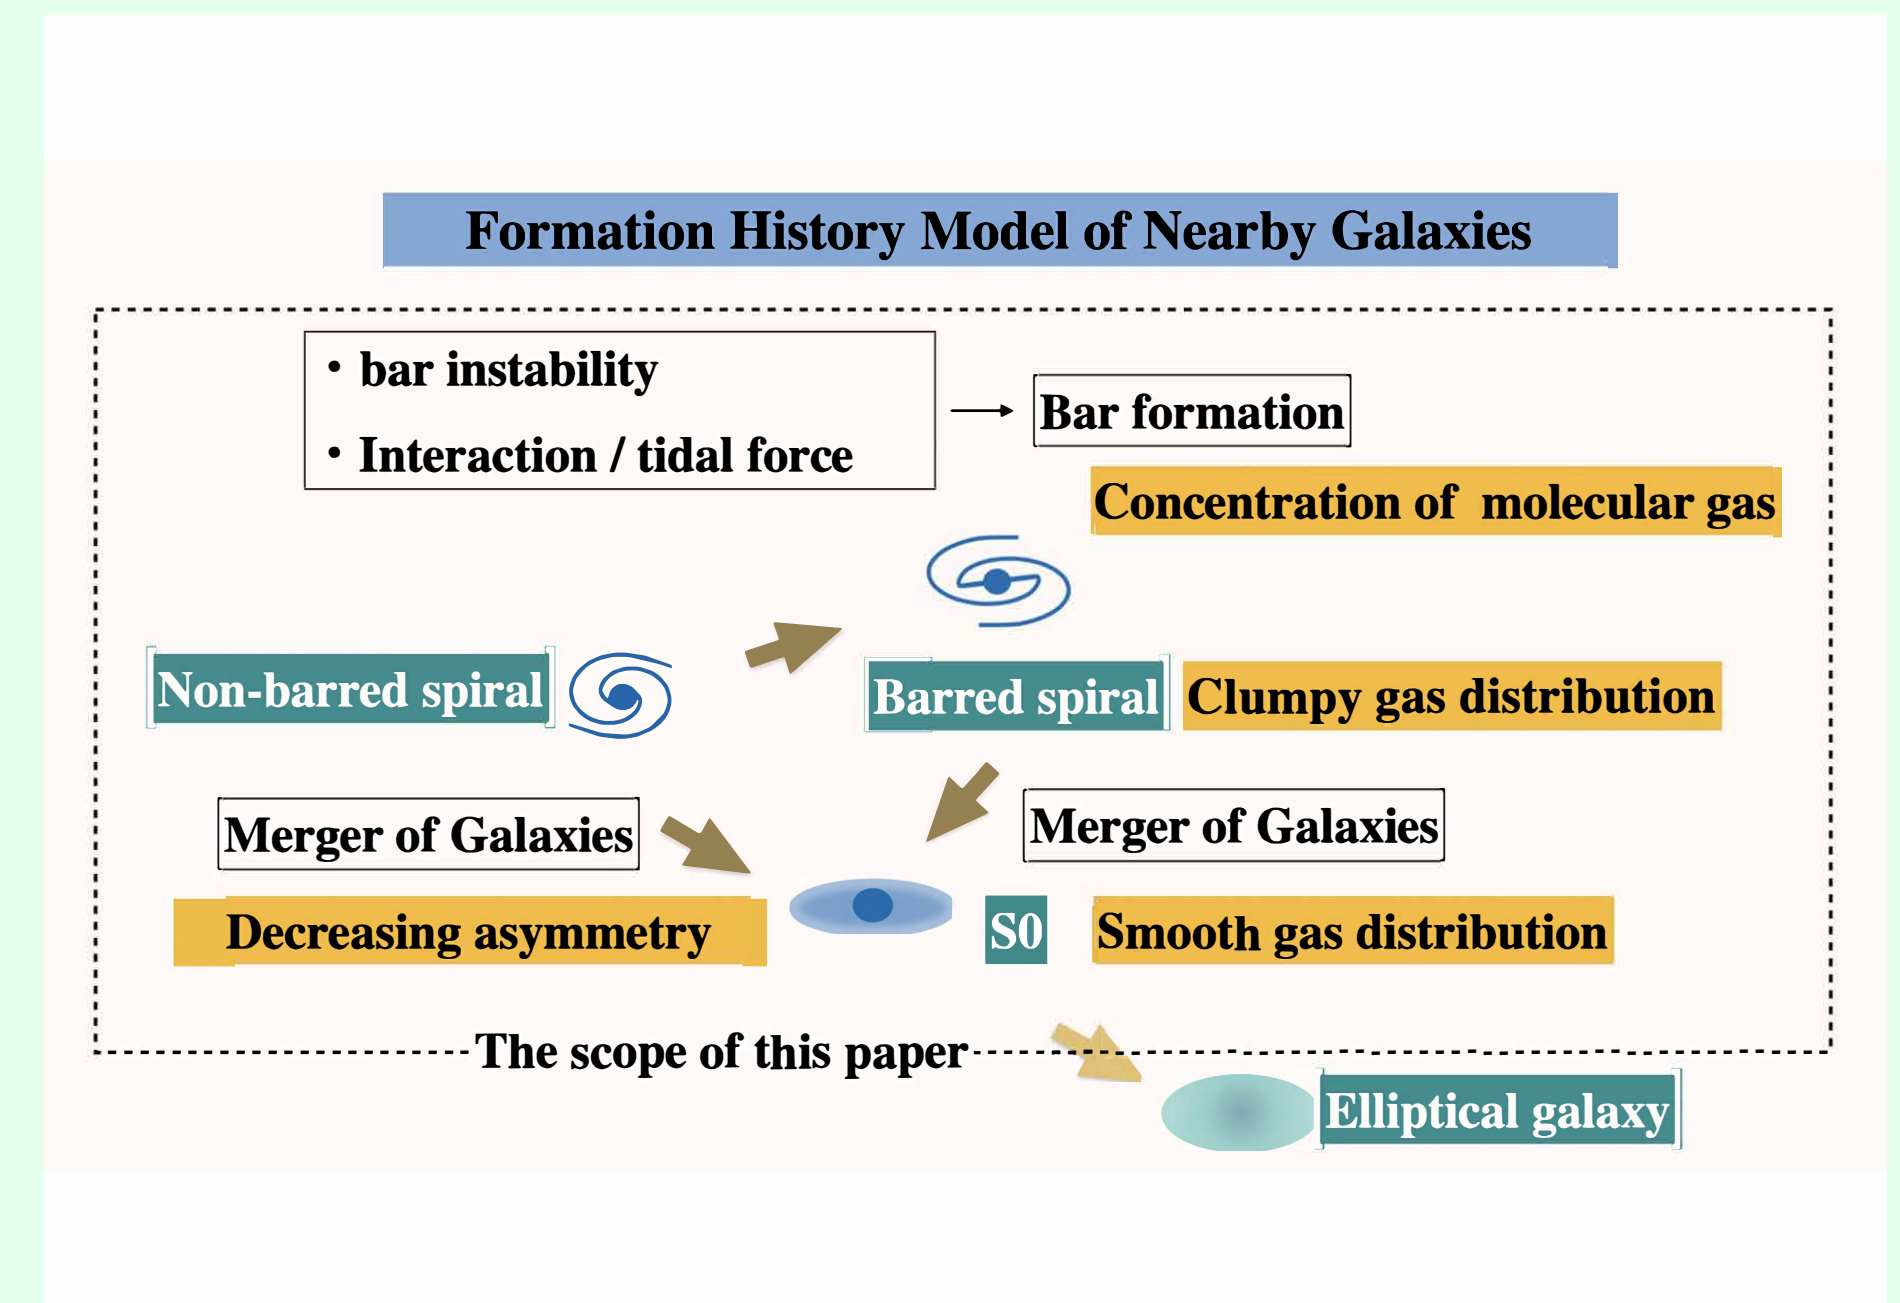 Formation History Model of Nearby Galaxies
・bar instability
・Interaction / tidal force
Bar formation
Concentration of molecular gas
Non-barred spiral
Barred spiral
Clumpy gas distribution
Merger of Galaxies
Merger of Galaxies
Decreasing asymmetry
S0
Smooth gas distribution
The scope of this paper
Elliptical galaxy